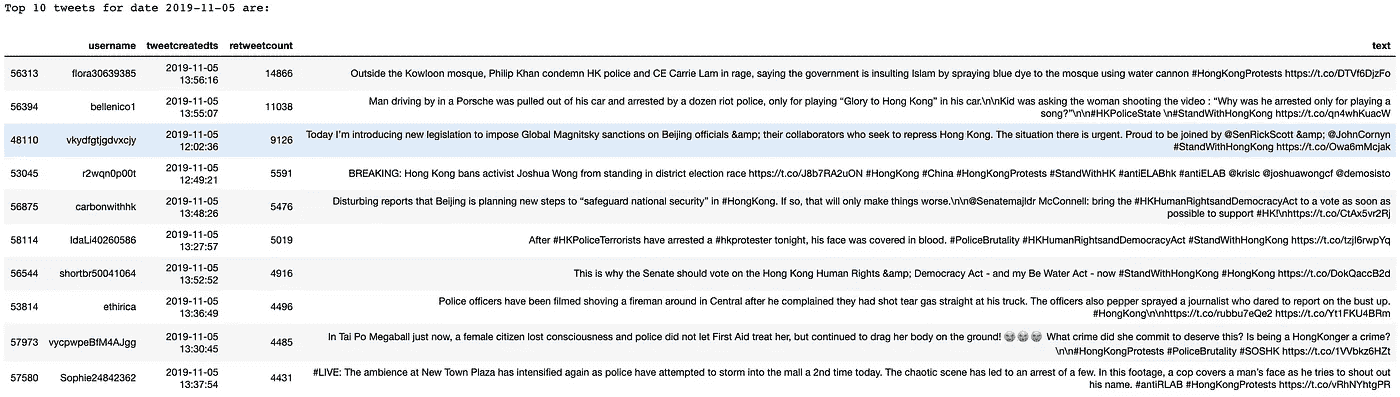 Top 10 tweets for date 2019-11-05 are:
username tweetcreatedts retweetcount text
56313 flora30639385 2019-11-05 13:56:16 14866 Outside the Kowloon mosque, Philip Khan condemn HK police and CE Carrie Lam in rage, saying the government is insulting Islam by spraying blue dye to the mosque using water cannon #HongKongProtests https://t.co/DTVf6DjzFo
56394 bellenico1 2019-11-05 13:55:07 11038 Man driving by in a Porsche was pulled out of his car and arrested by a dozen riot police, only for playing “Glory to Hong Kong” in his car.\n\nKid was asking the woman shooting the video : “Why was he arrested only for playing a
song?”\n\n#HKPoliceState \n@StandWithHongKong https://t.co/qn4whKuacW
48110 vkydfgtjgdvxcjy 2019-11-05 12:02:36 9126 Today I’m introducing new legislation to impose Global Magnitsky sanctions on Beijing officials &amp; their collaborators who seek to repress Hong Kong. The situation there is urgent. Proud to be joined by @SenRickScott &amp; @JohnCornyn
#StandWithHongKong https://t.co/Owa6mMcjak
53045 r2wqn0p00t 2019-11-05 12:49:21 5591 BREAKING: Hong Kong bans activist Joshua Wong from standing in district election race https://t.co/J8b7RA2uON #HongKong #China #HongKongProtests #StandWithHK #antiELABhk #antiELAB @krislc @joshuawongcf @demosisto
56875 carbonwithhk 2019-11-05 13:48:26 5476 Disturbing reports that Beijing is planning new steps to “safeguard national security” in #HongKong. If so, that will only make things worse.\n\n@Senatemajldr McConnell: bring the #HKHumanRightsandDemocracyAct to a vote as soon as
possible to support #HK!\nhttps://t.co/CtAx5vr2Rj
58114 IdaLi40260586 2019-11-05 13:27:57 5019 After #HKPoliceTerrorists have arrested a #hkprotester tonight, his face was covered in blood. #PoliceBrutality #HKHumanRightsandDemocracyAct #StandWithHongKong https://t.co/tzjI6rwpYq
56544 shortbr50041064 2019-11-05 13:52:52 4916 This is why the Senate should vote on the Hong Kong Human Rights &amp; Democracy Act - and my Be Water Act - now #StandWithHongKong #HongKong https://t.co/DokQaccB2d
53814 ethirica 2019-11-05 13:36:49 4496 Police officers have been filmed shoving a fireman around in Central after he complained they had shot tear gas straight at his truck. The officers also pepper sprayed a journalist who dared to report on the bust up.
#HongKong\n\nhttps://t.co/rubbu7eQe2 https://t.co/Yt1FKU4BRm
57973 vycpwpeBfM4AJgg 2019-11-05 13:30:45 4485 In Tai Po Megaball just now, a female citizen lost consciousness and police did not let First Aid treat her, but continued to drag her body on the ground! 😭😭😭 What crime did she commit to deserve this? Is being a HongKonger a crime?
\n\n#HongKongProtests #PoliceBrutality #SOSHK https://t.co/1VVbkz6HZt
57580 Sophie24842362 2019-11-05 13:37:54 4431 #LIVE: The ambience at New Town Plaza has intensified again as police have attempted to storm into the mall a 2nd time today. The chaotic scene has led to an arrest of a few. In this footage, a cop covers a man’s face as he tries to shout out
his name. #antiRLAB #HongKongProtests https://t.co/vRhNYhtgPR